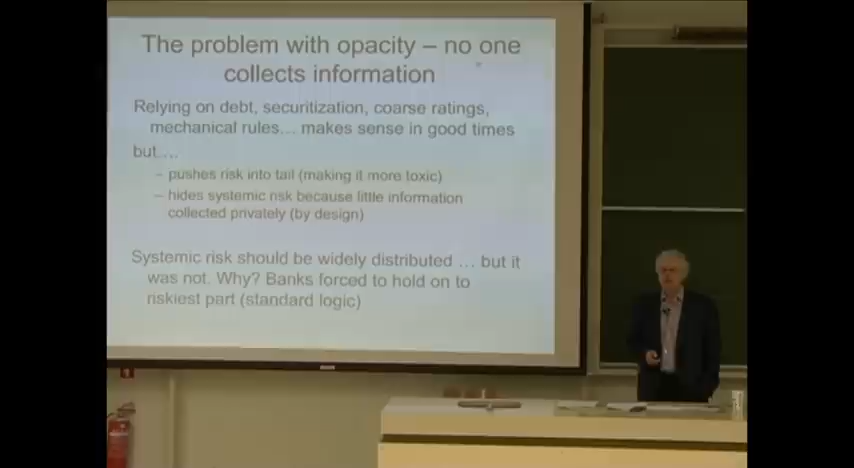 The problem with opacity – no one
collects information
Relying on debt, securitization, coarse ratings,
mechanical rules... makes sense in good times
but....
– pushes risk into tail (making it more toxic)
– hides systemic risk because little information
collected privately (by design)
Systemic risk should be widely distributed ... but it
was not. Why? Banks forced to hold on to
riskiest part (standard logic)